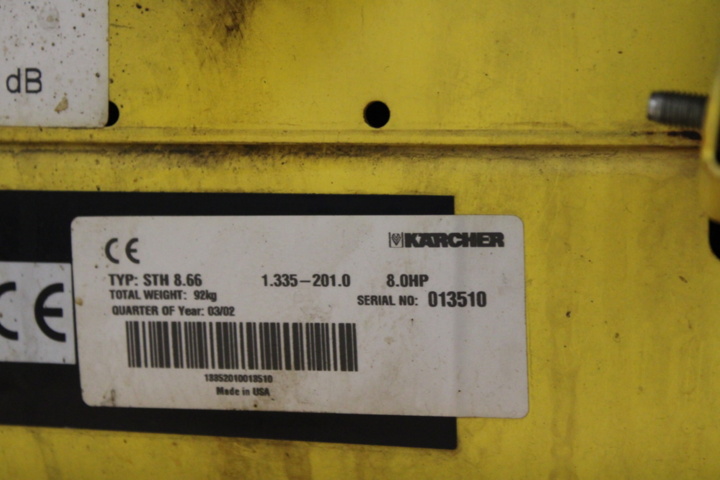 dB
CE
KÄRCHER
TYP: STH 8.66 1.335-201.0 8.0HP
TOTAL WEIGHT: 92kg SERIAL NO: 013510
QUARTER OF Year: 03/02
13352010013510
Made in USA
CE